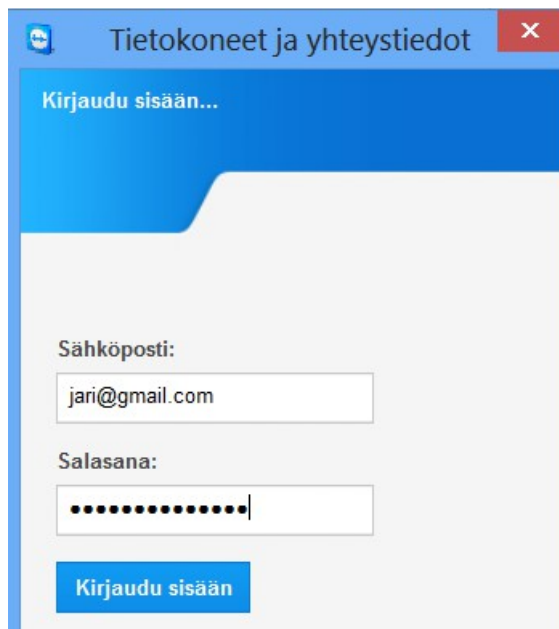 Tietokoneet ja yhteystiedot
Kirjaudu sisään...
Sähköposti:
jari@gmail.com
Salasana:
••••••••••••••
Kirjaudu sisään